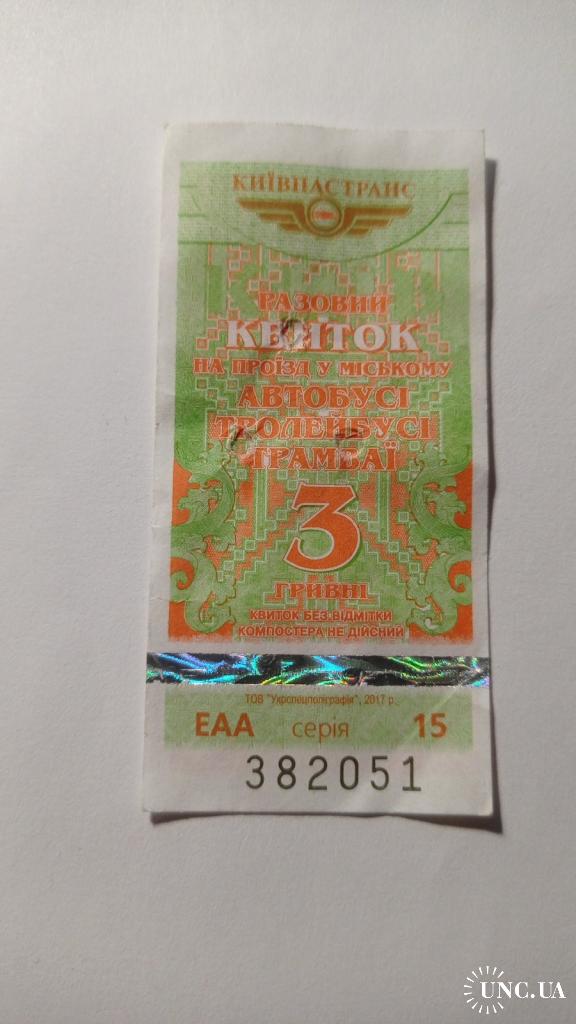 КИЇВПАСТРАНС
РАЗОВИЙ
КВИТОК
НА ПРОЇЗД У МІСЬКОМУ
АВТОБУСІ
ТРОЛЕЙБУСІ
ТРАМВАЇ
3
ГРИВНІ
КВИТОК БЕЗ ВІДМІТКИ
КОМПОСТЕРА НЕ ДІЙСНИЙ
ТОВ "Укрспецполіграфія", 2017 р.
ЕАА серія 15
382051
UNC.UA